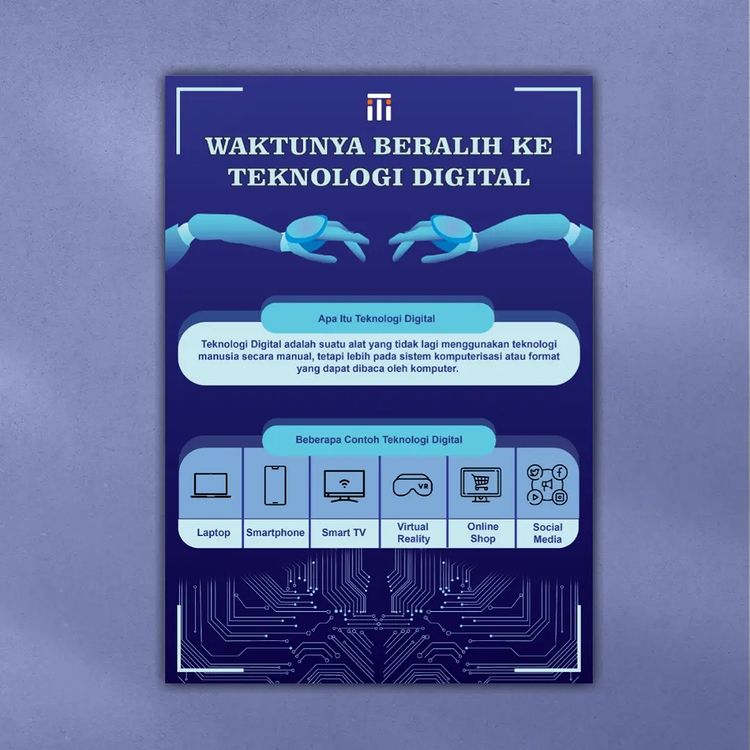 WAKTUNYA BERALIH KE
TEKNOLOGI DIGITAL
Apa Itu Teknologi Digital
Teknologi Digital adalah suatu alat yang tidak lagi menggunakan teknologi
manusia secara manual, tetapi lebih pada sistem komputerisasi atau format
yang dapat dibaca oleh komputer.
Beberapa Contoh Teknologi Digital
VR
Laptop
Smartphone
Smart TV
Virtual
Reality
Online
Shop
Social
Media